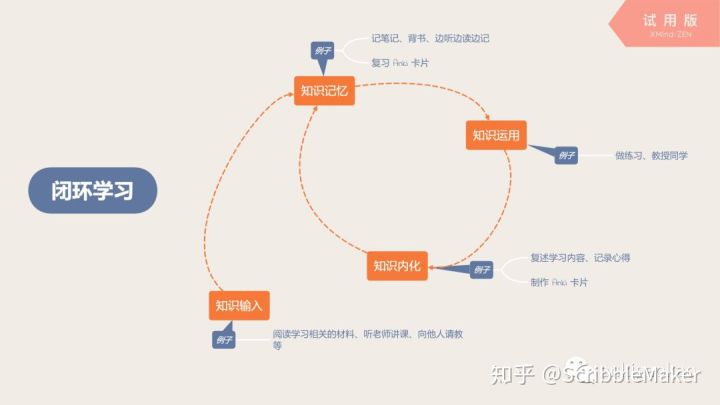 试用版
XMind ZEN
记笔记、背书、边听边读边记
例子
复习 Anki 卡片
知识记忆
知识运用
例子
做练习、教授同学
闭环学习
知识内化
例子
复述学习内容、记录心得
制作 Anki 卡片
知识输入
例子
阅读学习相关的材料、听老师讲课、向他人请教
等
知乎 @ScribbleMaker